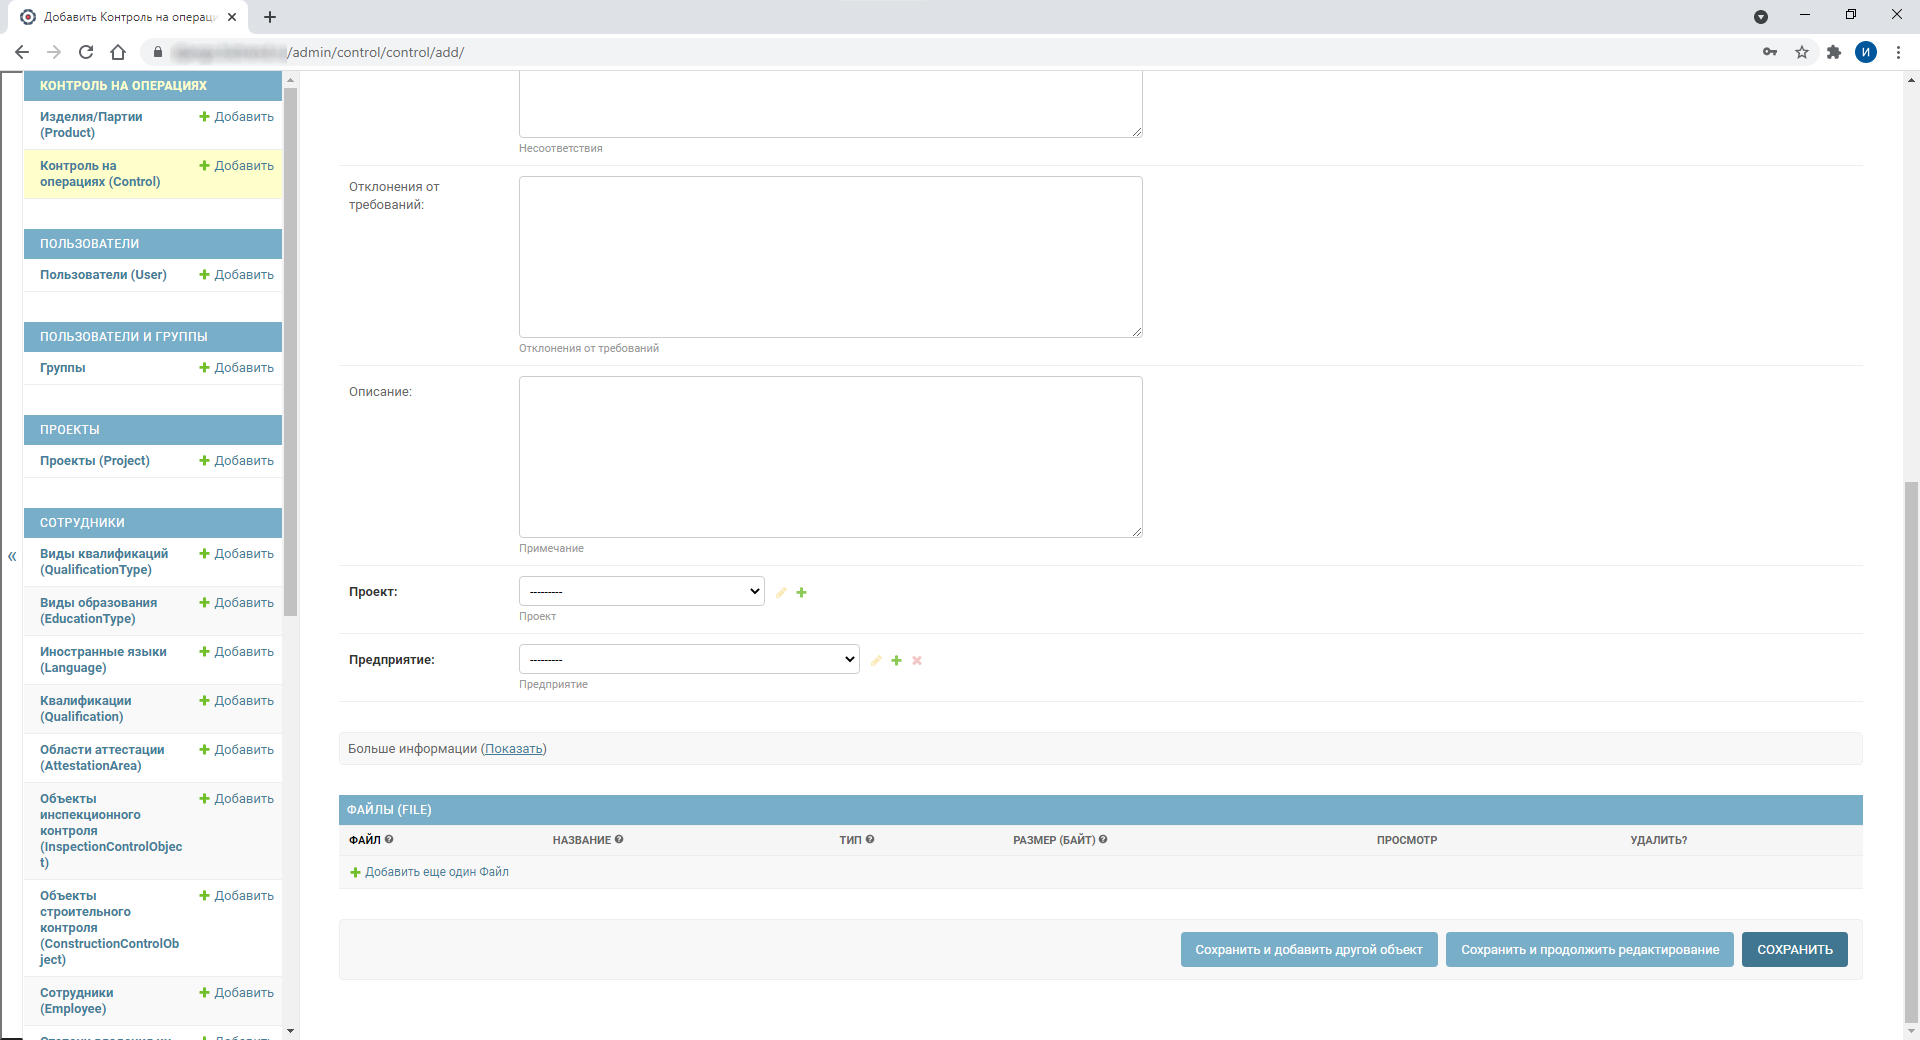 Добавить Контроль на операци
/admin/control/control/add/
И
КОНТРОЛЬ НА ОПЕРАЦИЯХ
Изделия/Партии (Product)
Добавить
Контроль на операциях (Control)
Добавить
ПОЛЬЗОВАТЕЛИ
Пользователи (User)
Добавить
ПОЛЬЗОВАТЕЛИ И ГРУППЫ
Группы
Добавить
ПРОЕКТЫ
Проекты (Project)
Добавить
СОТРУДНИКИ
Виды квалификаций (QualificationType)
Добавить
Виды образования (EducationType)
Добавить
Иностранные языки (Language)
Добавить
Квалификации (Qualification)
Добавить
Области аттестации (AttestationArea)
Добавить
Объекты инспекционного контроля (InspectionControlObject)
Добавить
Объекты строительного контроля (ConstructionControlObject)
Добавить
Сотрудники (Employee)
Добавить
«
Несоответствия
Отклонения от требований:
Отклонения от требований
Описание:
Примечание
Проект:
---------
Проект
Предприятие:
---------
Предприятие
Больше информации (Показать)
ФАЙЛЫ (FILE)
ФАЙЛ НАЗВАНИЕ ТИП РАЗМЕР (БАЙТ) ПРОСМОТР УДАЛИТЬ?
Добавить еще один Файл
Сохранить и добавить другой объект
Сохранить и продолжить редактирование
СОХРАНИТЬ